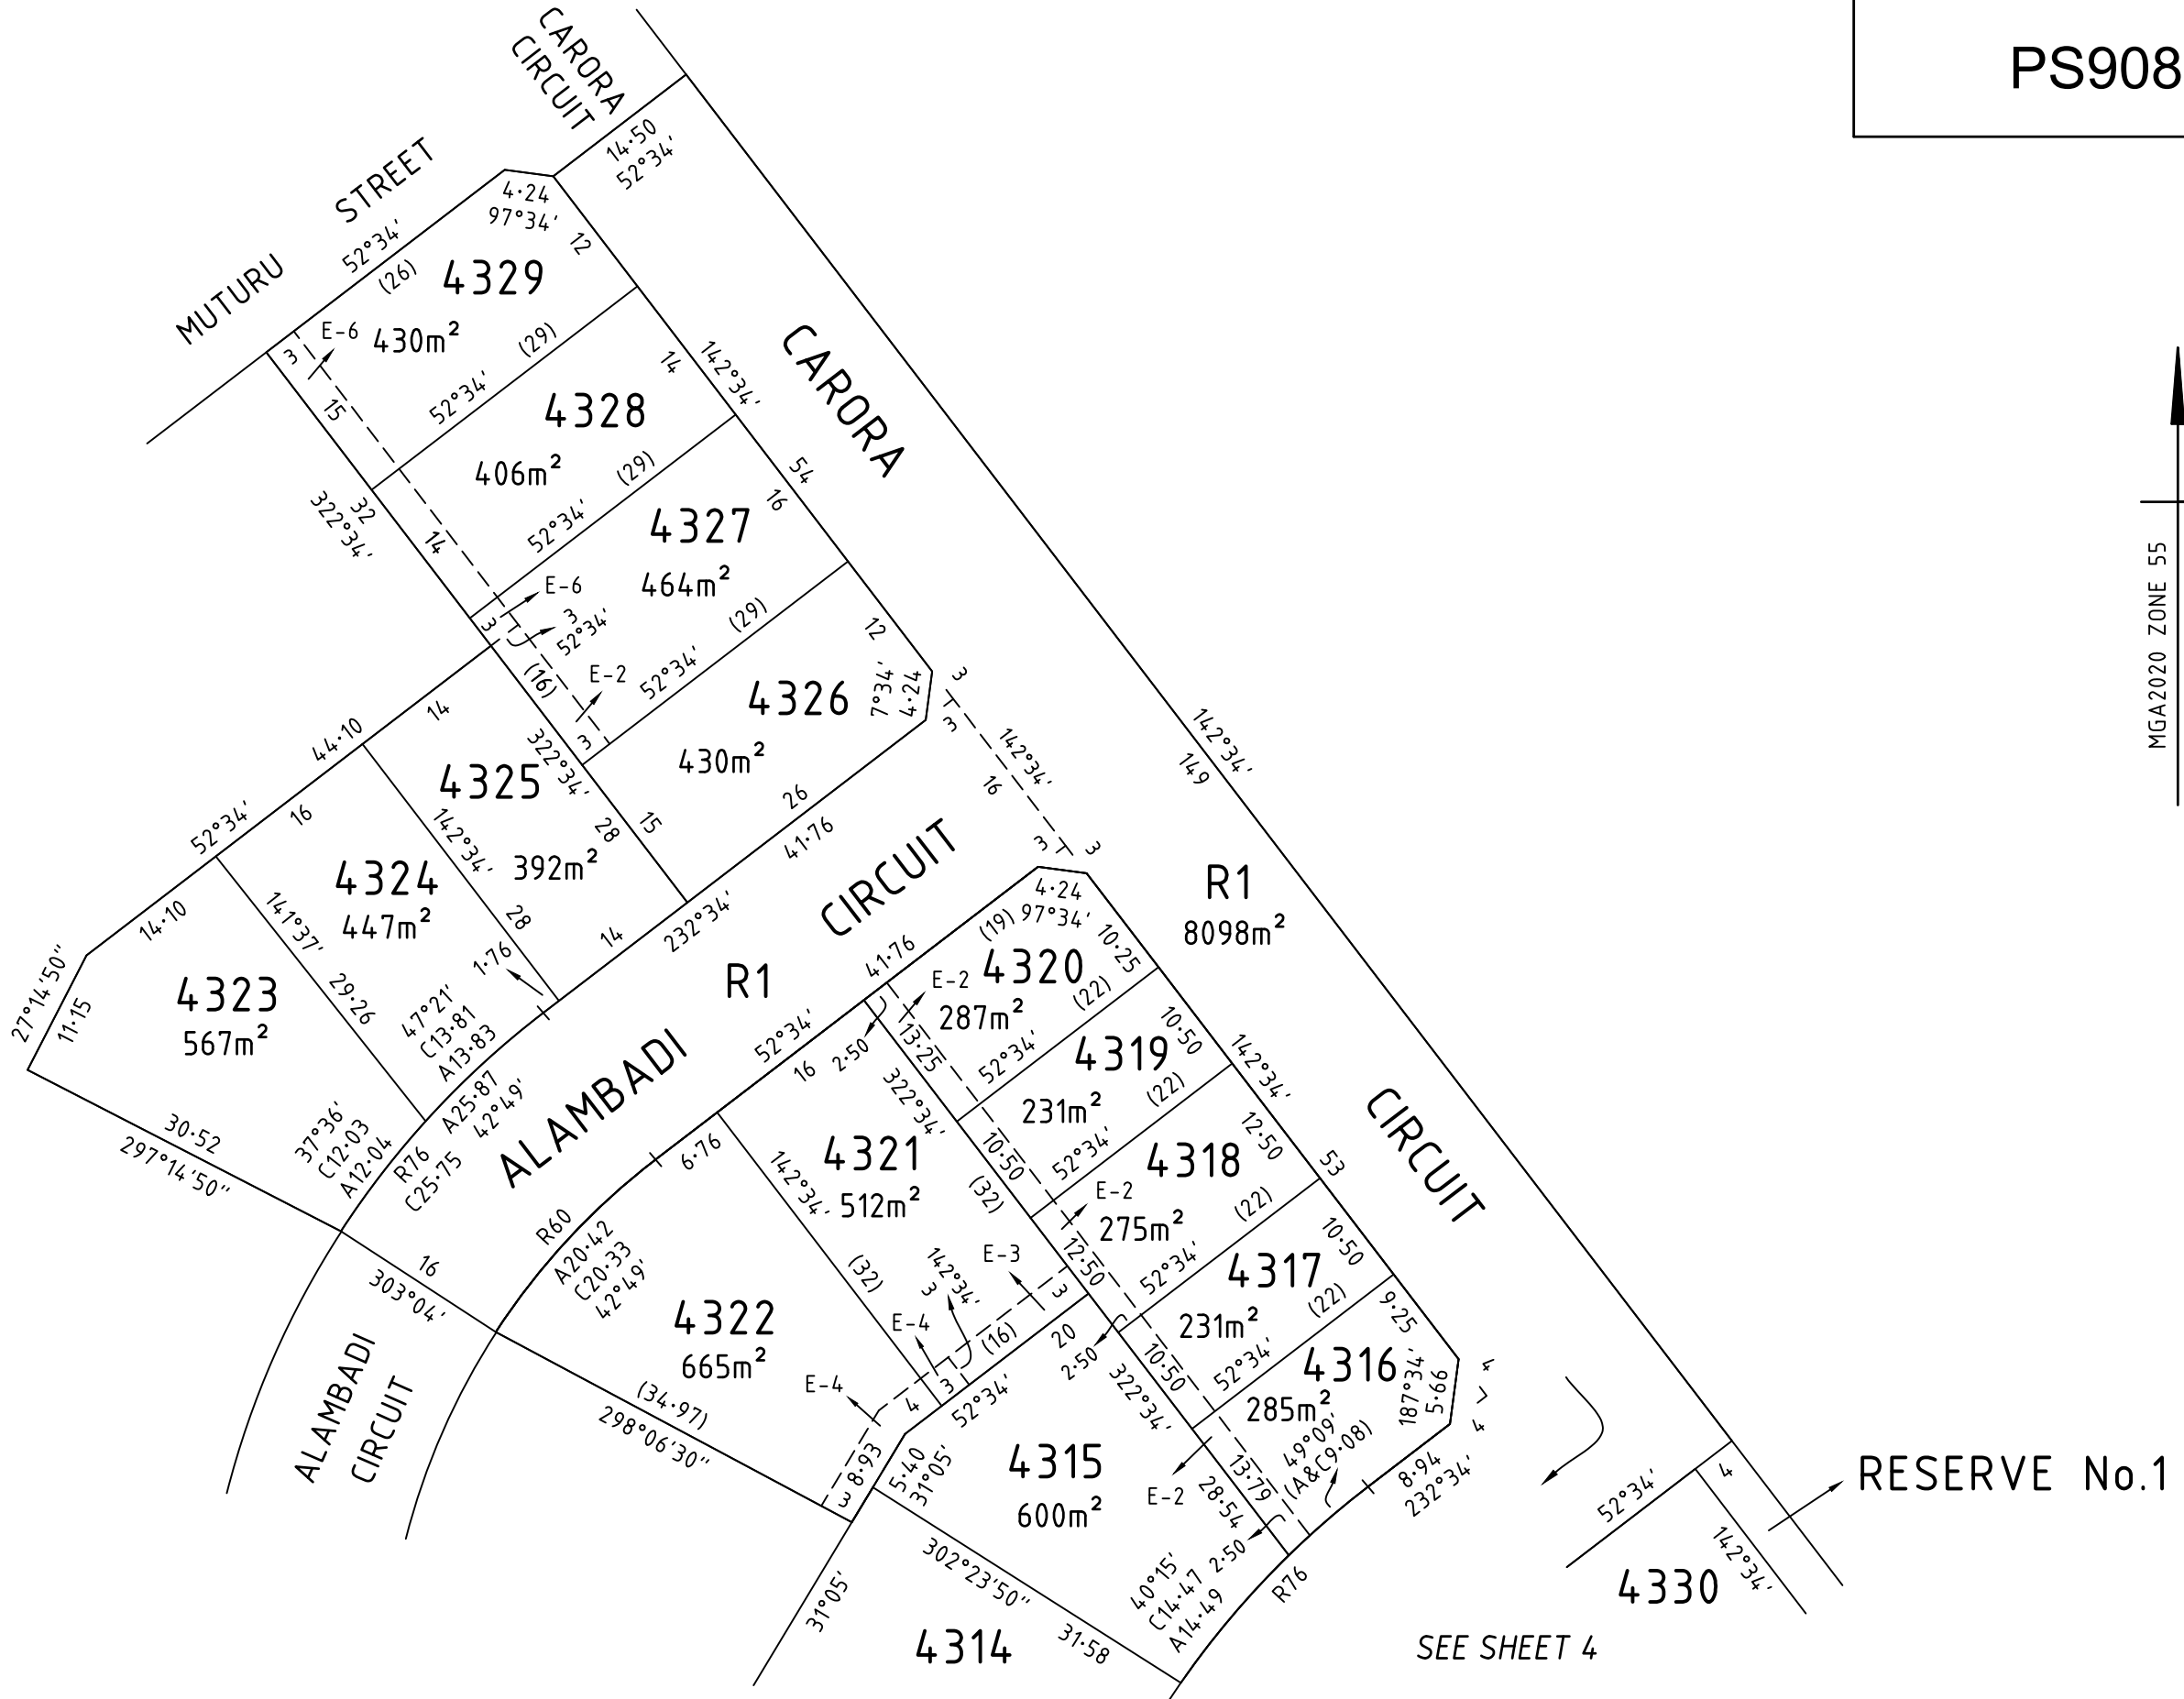 PS908
CARORA
CIRCUIT
14·50
52°34'
MUTURU STREET
52°34'
(26)
4·24
97°34'
12
4329
430m²
E-6
3
15
52°34'
(29)
4328
406m²
14
142°34'
CARORA
32
322°34'
14
52°34'
(29)
54
16
4327
464m²
E-6
3
3
52°34'
(16)
E-2
52°34'
(29)
12
4326
430m²
7°34'
4·24
3
3
142°34'
16
3
3
142°34'
149
MGA2020 ZONE 55
3
322°34'
15
26
41·76
14
44·10
4325
392m²
28
142°34'
52°34'
16
4324
447m²
28
1·76
14
232°34'
CIRCUIT
R1
8098m²
14·10
141°37'
29·26
27°14'50"
11·15
4323
567m²
47°21'
C13·81
A13·83
A25·87
42°49'
R76
C25·75
37°36'
C12·03
A12·04
30·52
297°14'50"
R1
ALAMBADI
41·76
(19)
4·24
97°34'
10·25
4320
287m²
E-2
52°34'
16
2·50
13·25
52°34'
(22)
10·50
4319
231m²
142°34'
CIRCUIT
322°34'
10·50
52°34'
(22)
12·50
53
4318
275m²
E-2
(32)
12·50
52°34'
(22)
10·50
4317
231m²
6·76
142°34'
4321
512m²
(32)
142°34'
3
E-3
3
E-4
(16)
20
2·50
10·50
52°34'
(22)
9·25
4316
285m²
187°34'
5·66
4
4
R60
A20·42
C20·33
42°49'
16
303°04'
4322
665m²
(34·97)
298°06'30"
E-4
4
3
52°34'
3
8·93
5·40
31°05'
ALAMBADI
CIRCUIT
4315
600m²
322°34'
E-2
28·54
13·79
49°09'
(A&C9·08)
8·94
232°34'
2·50
40°15'
C14·47
A14·49
R76
302°23'50"
31·58
31°05'
4314
52°34'
4
142°34'
RESERVE No.1
4330
SEE SHEET 4